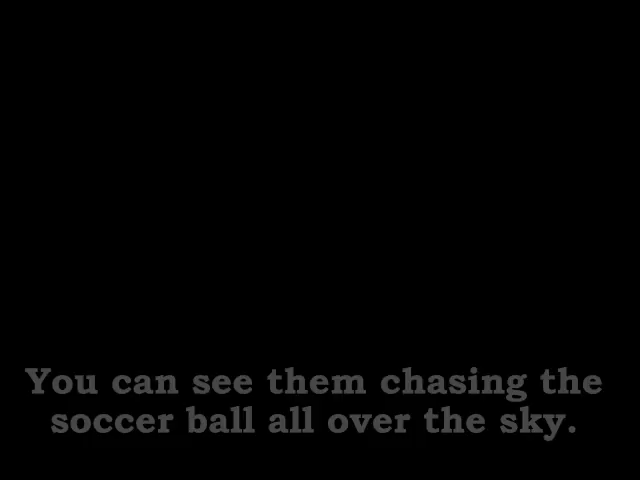 You can see them chasing the
soccer ball all over the sky.